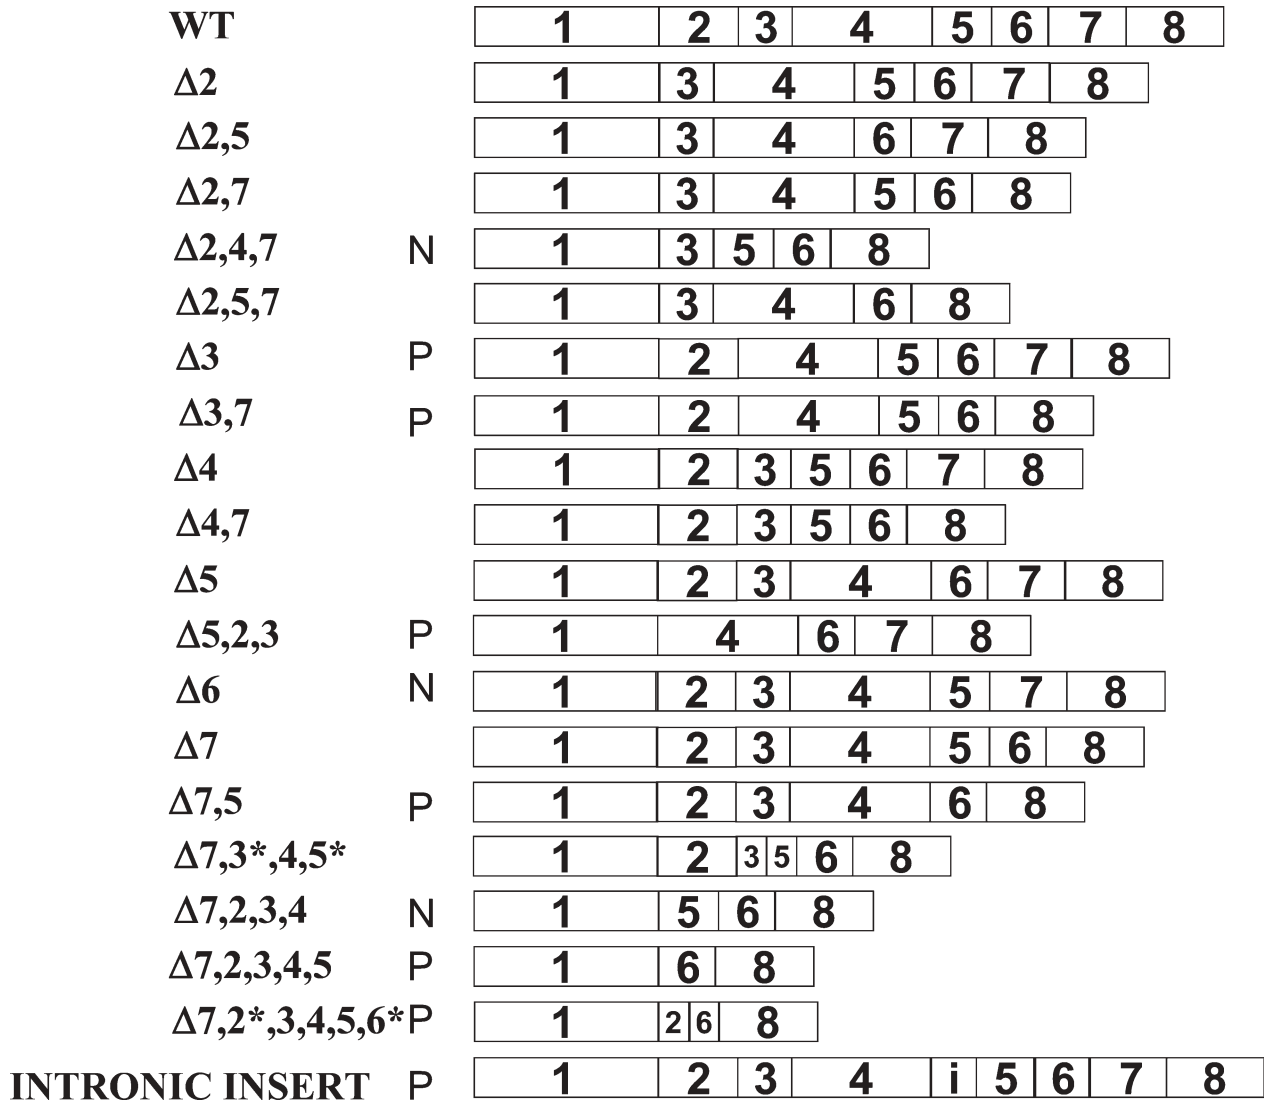 WT 1 2 3 4 5 6 7 8
Δ2 1 3 4 5 6 7 8
Δ2,5 1 3 4 6 7 8
Δ2,7 1 3 4 5 6 8
Δ2,4,7 N 1 3 5 6 8
Δ2,5,7 1 3 4 6 8
Δ3 P 1 2 4 5 6 7 8
Δ3,7 P 1 2 4 5 6 8
Δ4 1 2 3 5 6 7 8
Δ4,7 1 2 3 5 6 8
Δ5 1 2 3 4 6 7 8
Δ5,2,3 P 1 4 6 7 8
Δ6 N 1 2 3 4 5 7 8
Δ7 1 2 3 4 5 6 8
Δ7,5 P 1 2 3 4 6 8
Δ7,3*,4,5* 1 2 3 5 6 8
Δ7,2,3,4 N 1 5 6 8
Δ7,2,3,4,5 P 1 6 8
Δ7,2*,3,4,5,6* P 1 2 6 8
INTRONIC INSERT P 1 2 3 4 i 5 6 7 8